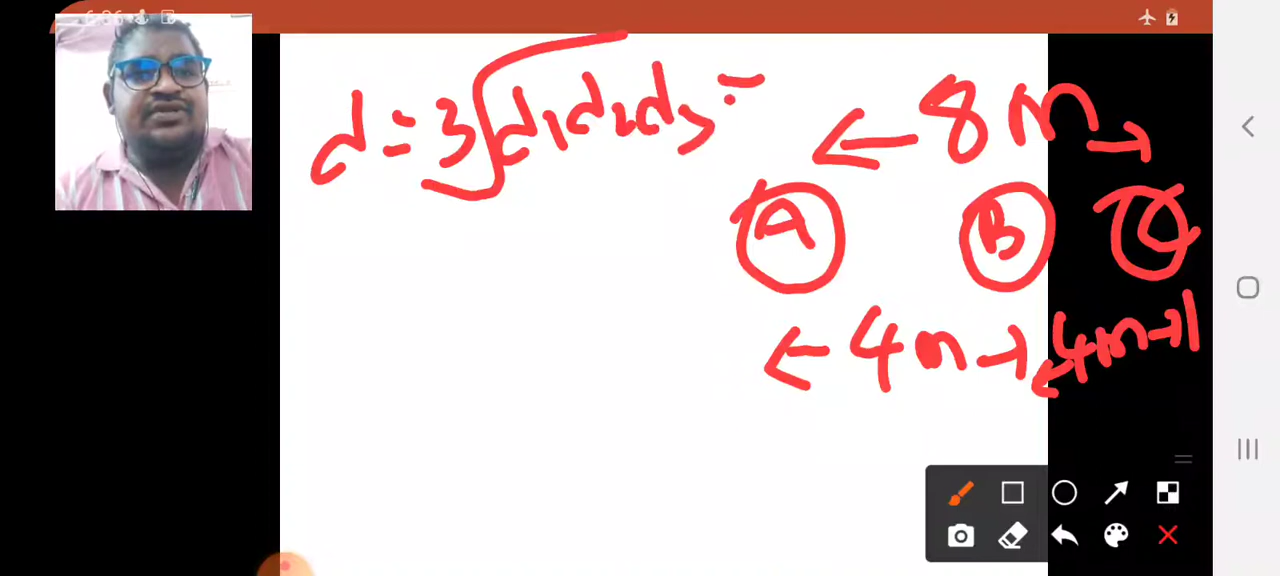 d = 3√d1d2d3 =
← 8m →
A B C
← 4m → ← 4m →